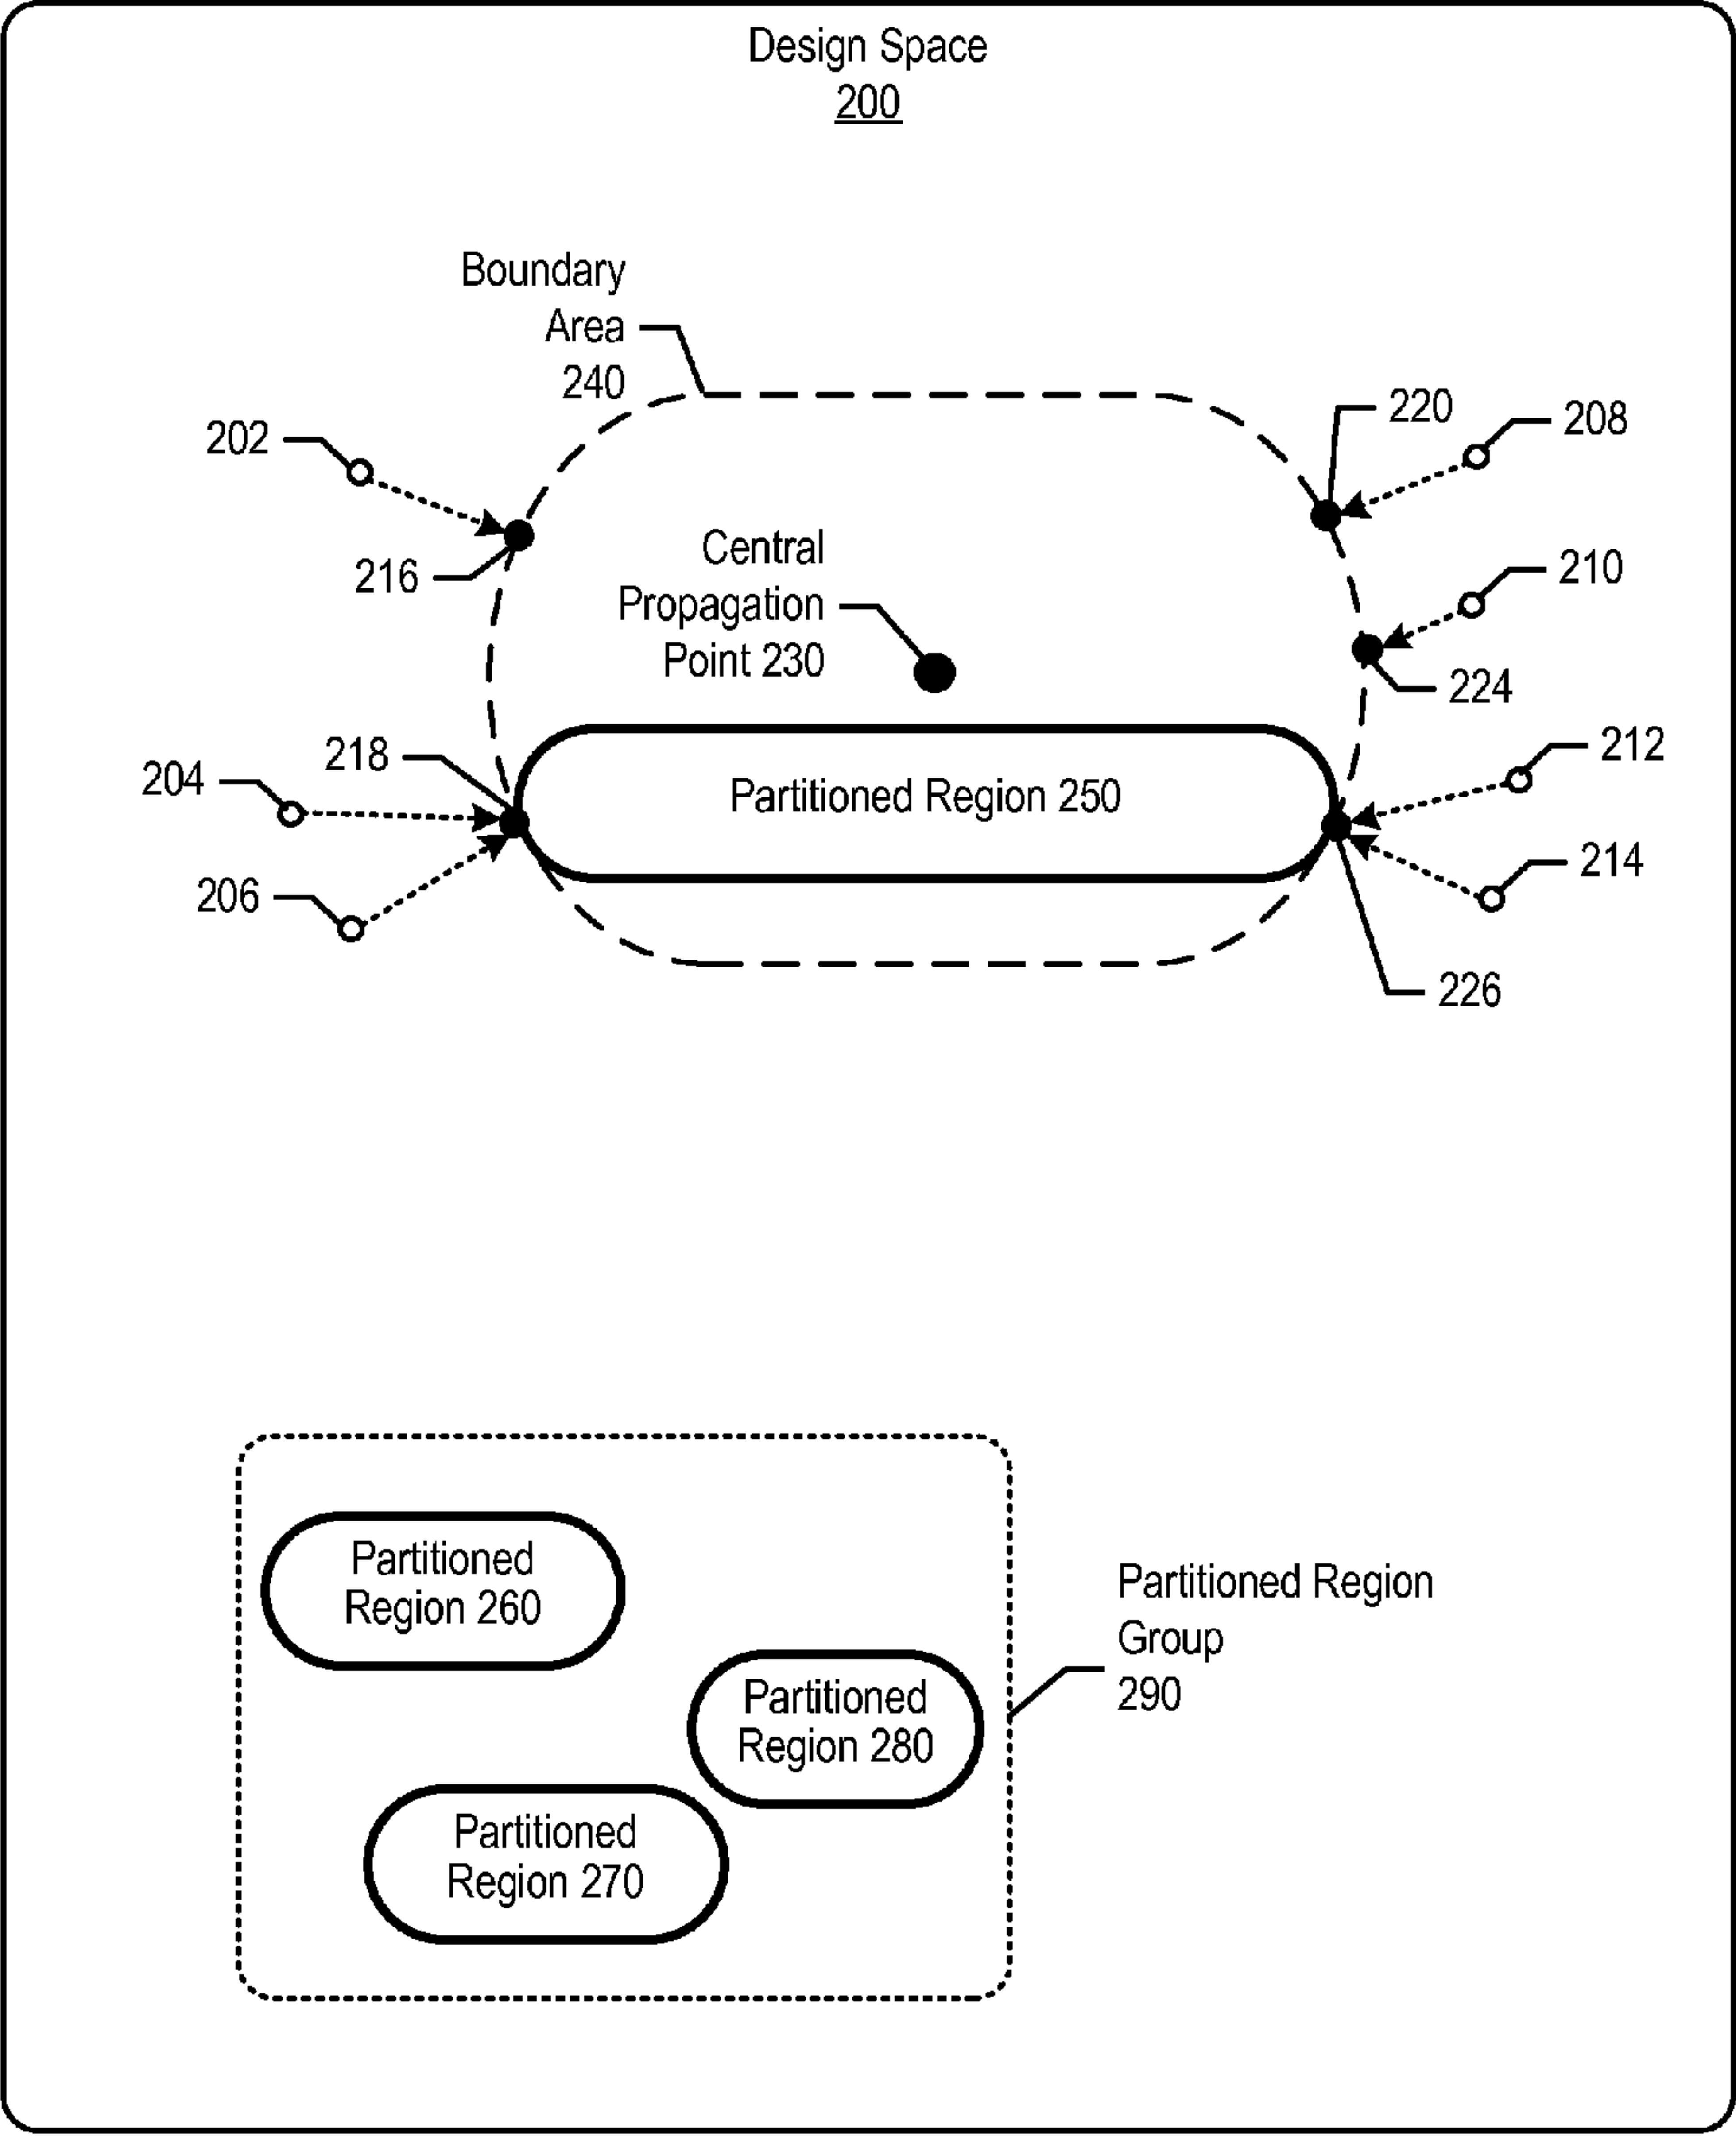 Design Space
200
Boundary
Area
240
202
216
220
208
Central
Propagation
Point 230
210
224
218
204
206
Partitioned Region 250
212
214
226
Partitioned
Region 260
Partitioned
Region 280
Partitioned
Region 270
Partitioned Region
Group
290